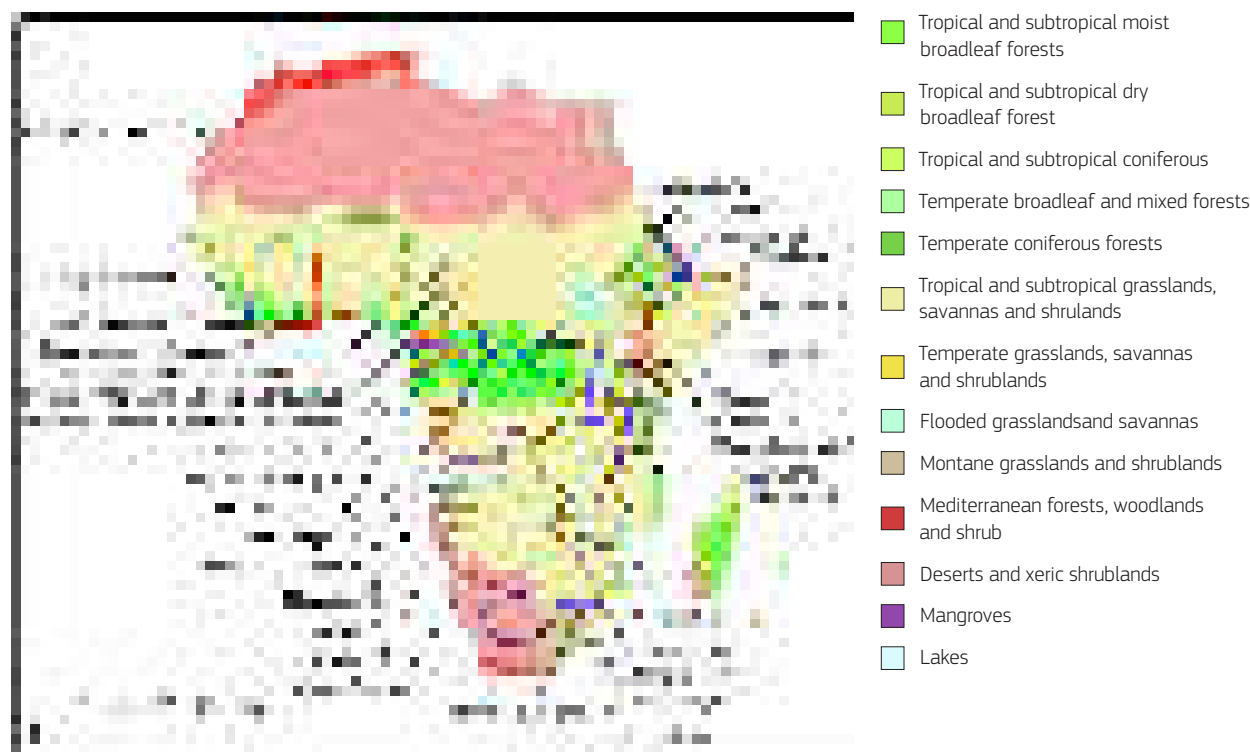 Tropical and subtropical moist
broadleaf forests
Tropical and subtropical dry
broadleaf forest
Tropical and subtropical coniferous
Temperate broadleaf and mixed forests
Temperate coniferous forests
Tropical and subtropical grasslands,
savannas and shrulands
Temperate grasslands, savannas
and shrublands
Flooded grasslandsand savannas
Montane grasslands and shrublands
Mediterranean forests, woodlands
and shrub
Deserts and xeric shrublands
Mangroves
Lakes